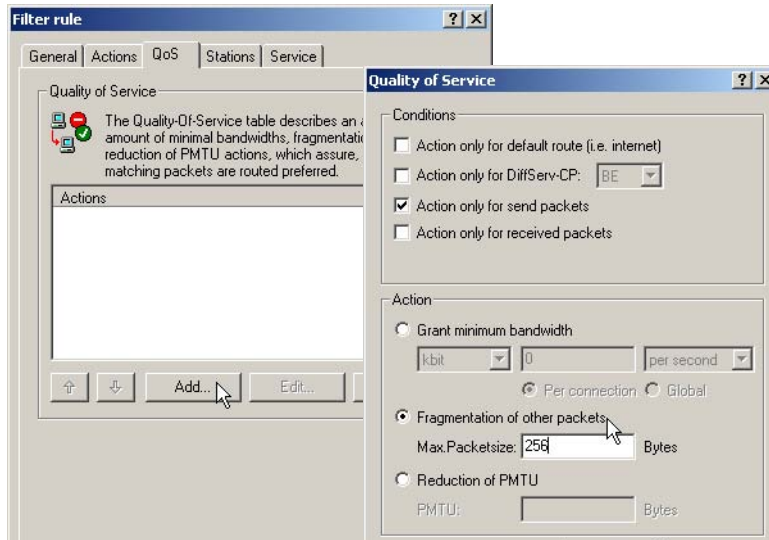 Filter rule
General Actions QoS Stations Service
Quality of Service
The Quality-Of-Service table describes an
amount of minimal bandwidths, fragmentati
reduction of PMTU actions, which assure,
matching packets are routed preferred.
Actions
Add...
Edit...
Quality of Service
Conditions
Action only for default route (i.e. internet)
Action only for DiffServ-CP: BE
Action only for send packets
Action only for received packets
Action
Grant minimum bandwidth
kbit 0 per second
Per connection Global
Fragmentation of other packets
Max.Packetsize: 256 Bytes
Reduction of PMTU
PMTU: Bytes